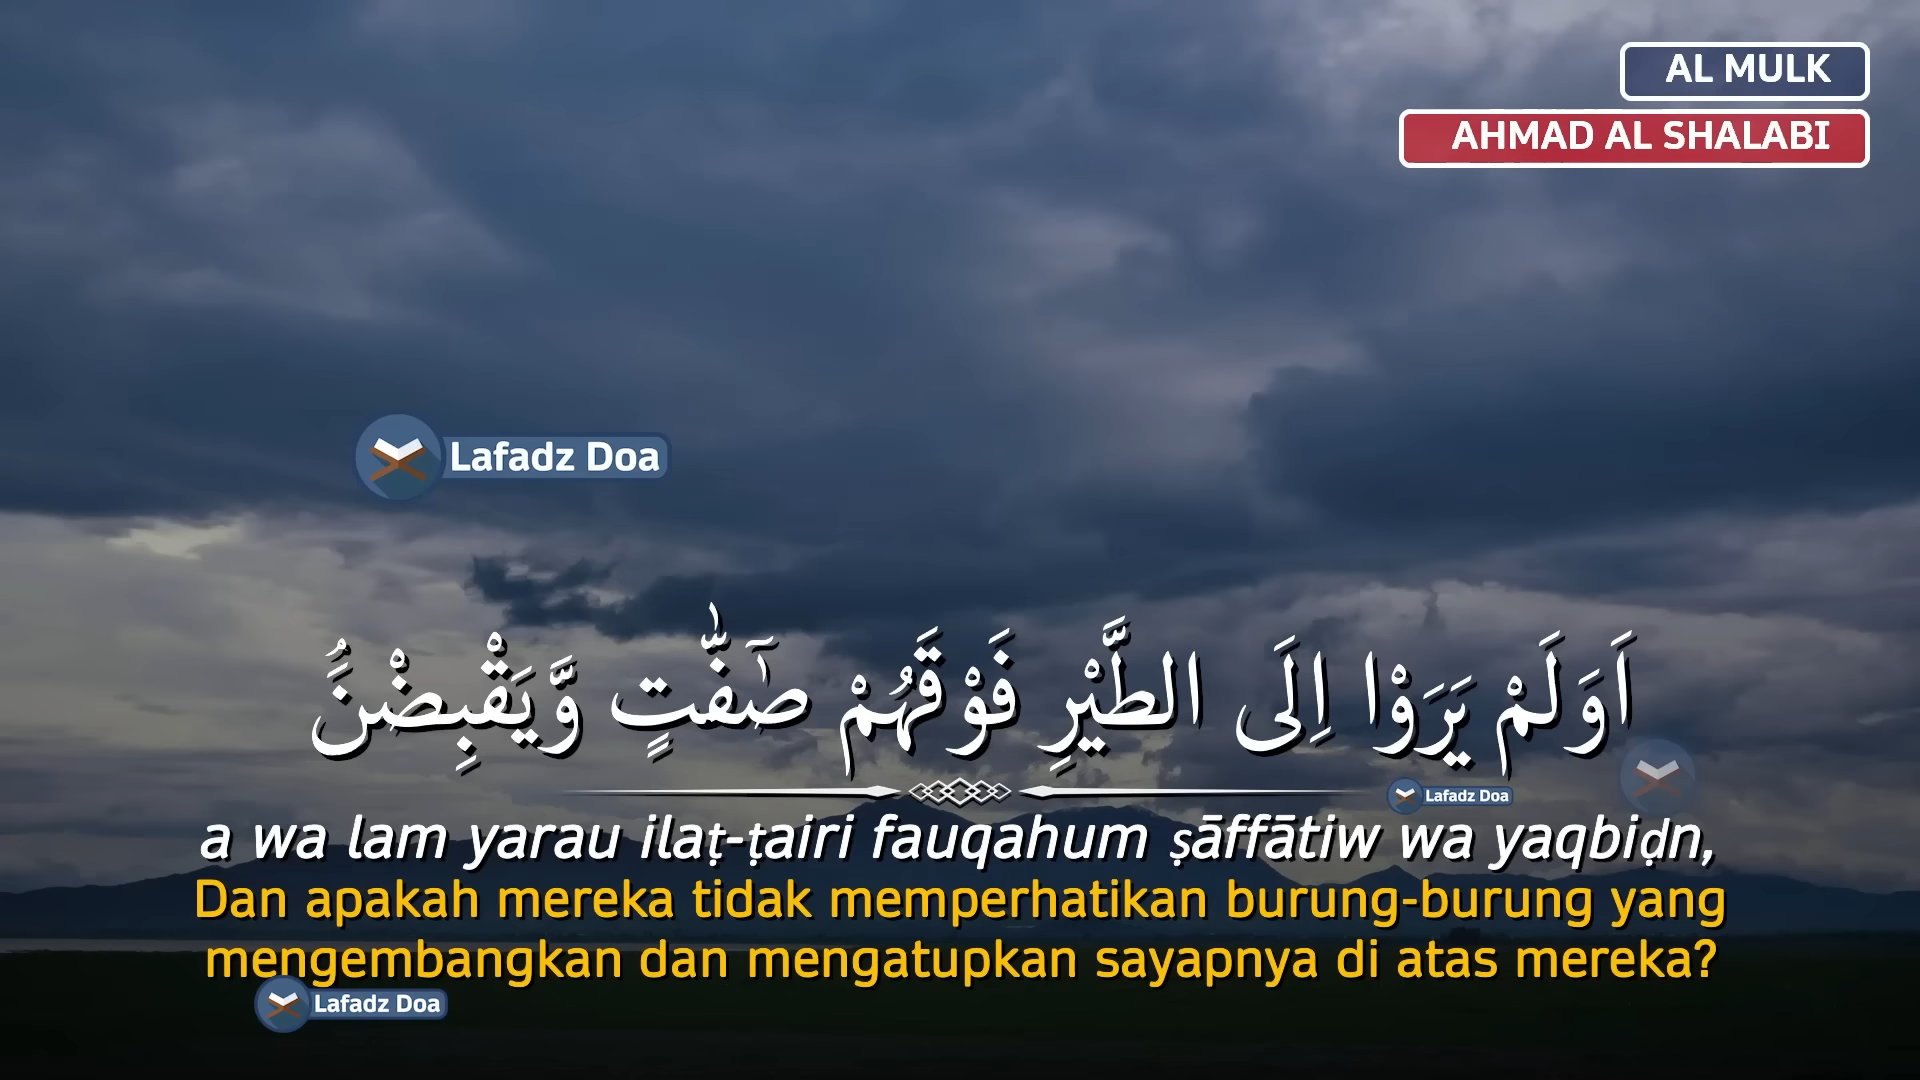 AL MULK
AHMAD AL SHALABI
Lafadz Doa
اَوَلَمْ يَرَوْا اِلَى الطَّيْرِ فَوْقَهُمْ صٰۤفّٰتٍ وَّيَقْبِضْنَۘ
Lafadz Doa
a wa lam yarau ilaṭ-ṭairi fauqahum ṣāffātiw wa yaqbiḍn,
Dan apakah mereka tidak memperhatikan burung-burung yang
mengembangkan dan mengatupkan sayapnya di atas mereka?
Lafadz Doa